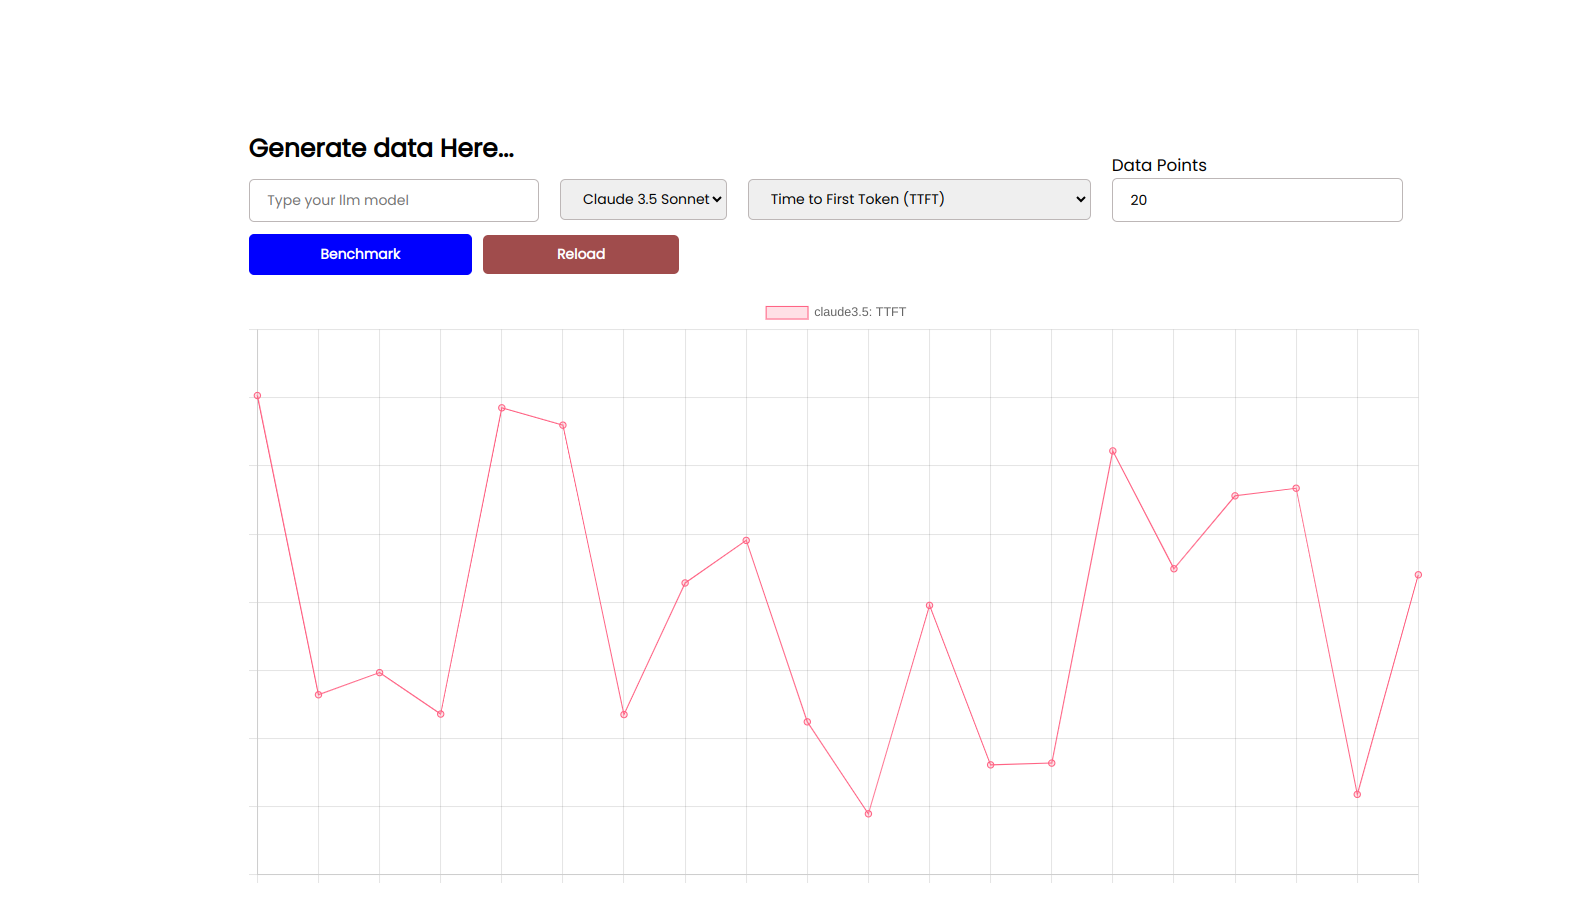 Generate data Here...
Data Points
Type your llm model
Claude 3.5 Sonnet
Time to First Token (TTFT)
20
Benchmark
Reload
claude3.5: TTFT